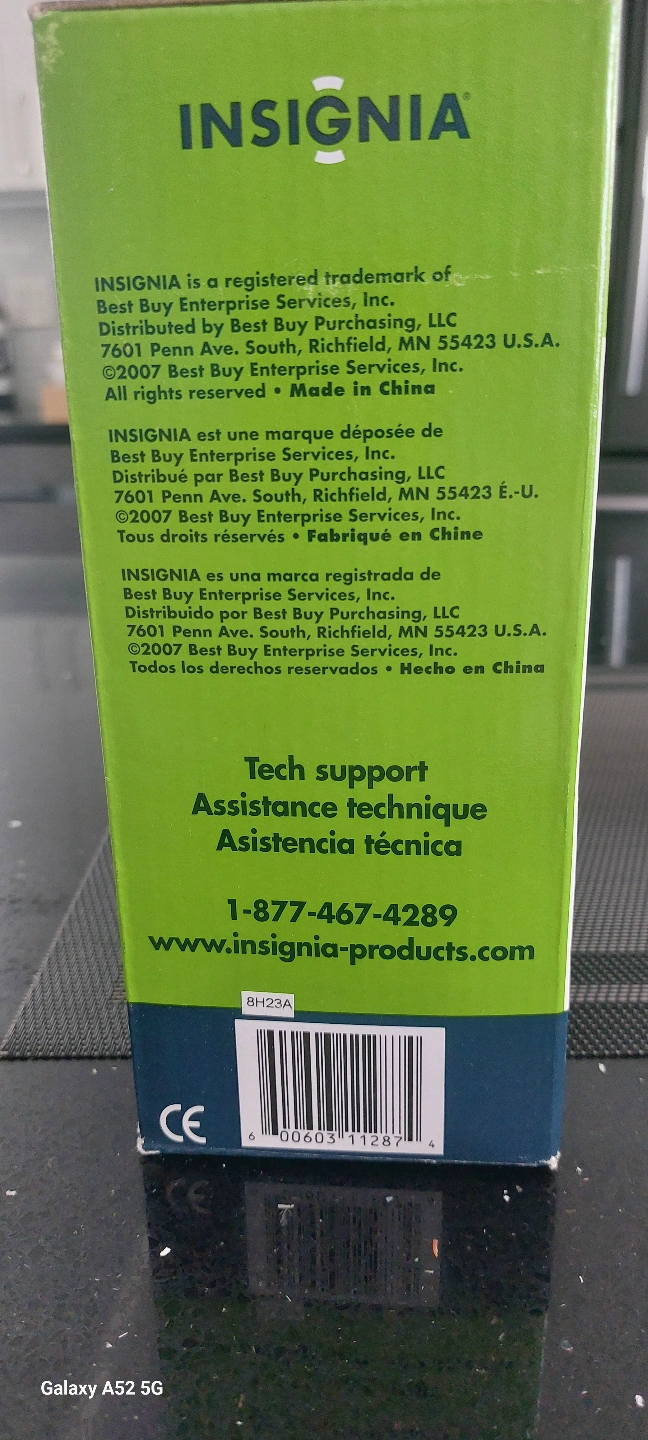 INSIGNIA®
INSIGNIA is a registered trademark of
Best Buy Enterprise Services, Inc.
Distributed by Best Buy Purchasing, LLC
7601 Penn Ave. South, Richfield, MN 55423 U.S.A.
©2007 Best Buy Enterprise Services, Inc.
All rights reserved • Made in China
INSIGNIA est une marque déposée de
Best Buy Enterprise Services, Inc.
Distribué par Best Buy Purchasing, LLC
7601 Penn Ave. South, Richfield, MN 55423 É.-U.
©2007 Best Buy Enterprise Services, Inc.
Tous droits réservés • Fabriqué en Chine
INSIGNIA es una marca registrada de
Best Buy Enterprise Services, Inc.
Distribuido por Best Buy Purchasing, LLC
7601 Penn Ave. South, Richfield, MN 55423 U.S.A.
©2007 Best Buy Enterprise Services, Inc.
Todos los derechos reservados • Hecho en China
Tech support
Assistance technique
Asistencia técnica
1-877-467-4289
www.insignia-products.com
8H23A
CE
6 00603 11287 4
Galaxy A52 5G